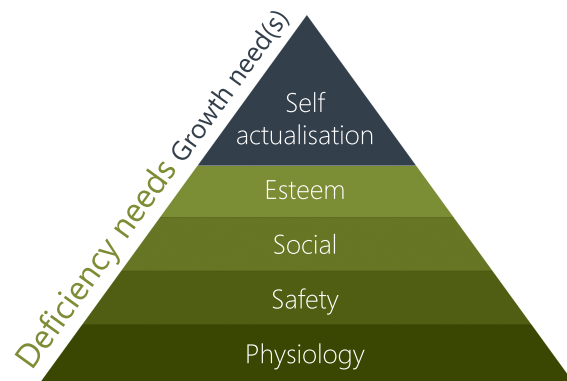 Growth need(s)
Deficiency needs
Self
actualisation
Esteem
Social
Safety
Physiology